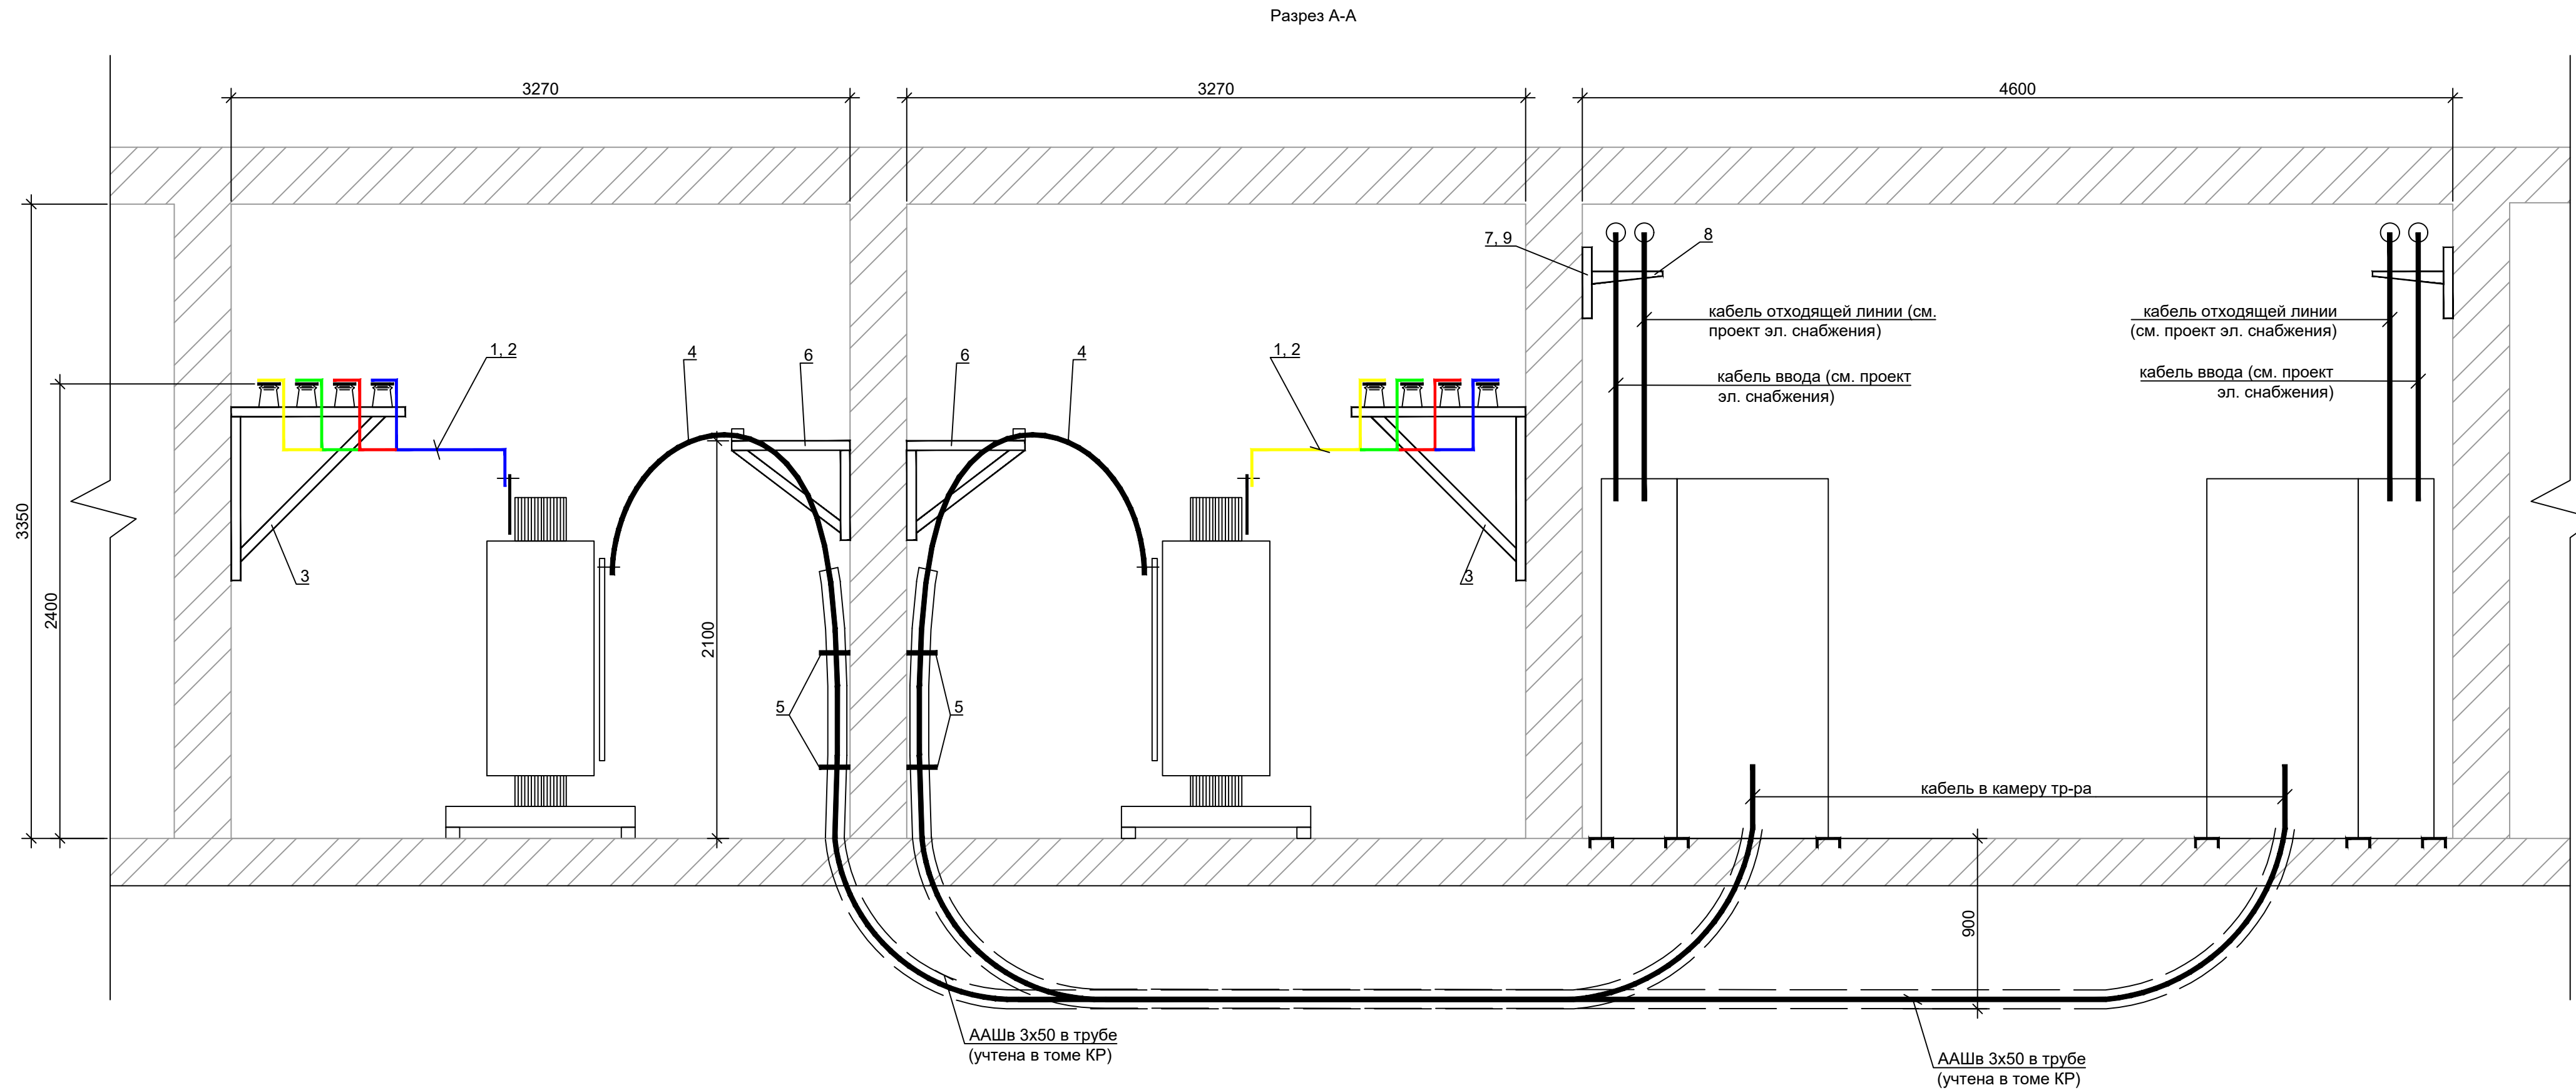 Разрез А-А
3270
3270
4600
7, 9
8
кабель отходящей линии (см.
проект эл. снабжения)
кабель отходящей линии
(см. проект эл. снабжения)
1, 2
4
6
6
4
1, 2
кабель ввода (см. проект
эл. снабжения)
кабель ввода (см. проект
эл. снабжения)
3350
2400
3
2100
3
5
5
кабель в камеру тр-ра
900
ААШв 3х50 в трубе
(учтена в томе КР)
ААШв 3х50 в трубе
(учтена в томе КР)